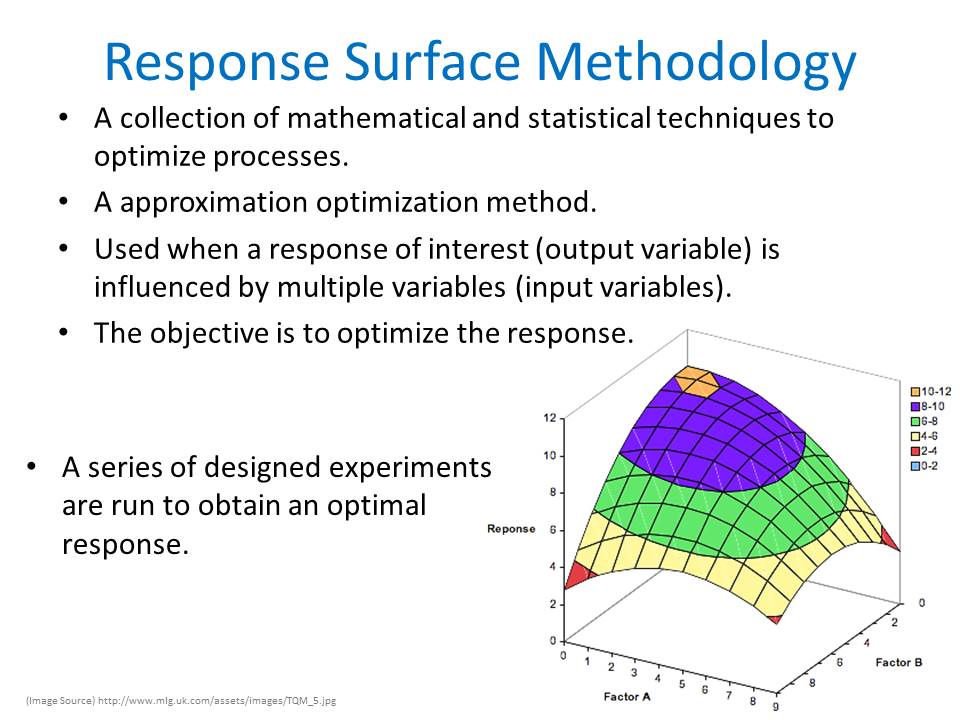 Response Surface Methodology
• A collection of mathematical and statistical techniques to
optimize processes.
• A approximation optimization method.
• Used when a response of interest (output variable) is
influenced by multiple variables (input variables).
• The objective is to optimize the response.
• A series of designed experiments
are run to obtain an optimal
response.
12
10
8
Reponse 6
4
2
0
0 1 2 3 4 5 6 7 8 9
Factor A
8 6 4 2 0
Factor B
10-12
8-10
6-8
4-6
2-4
0-2
(Image Source) http://www.mlg.uk.com/assets/images/TQM_5.jpg